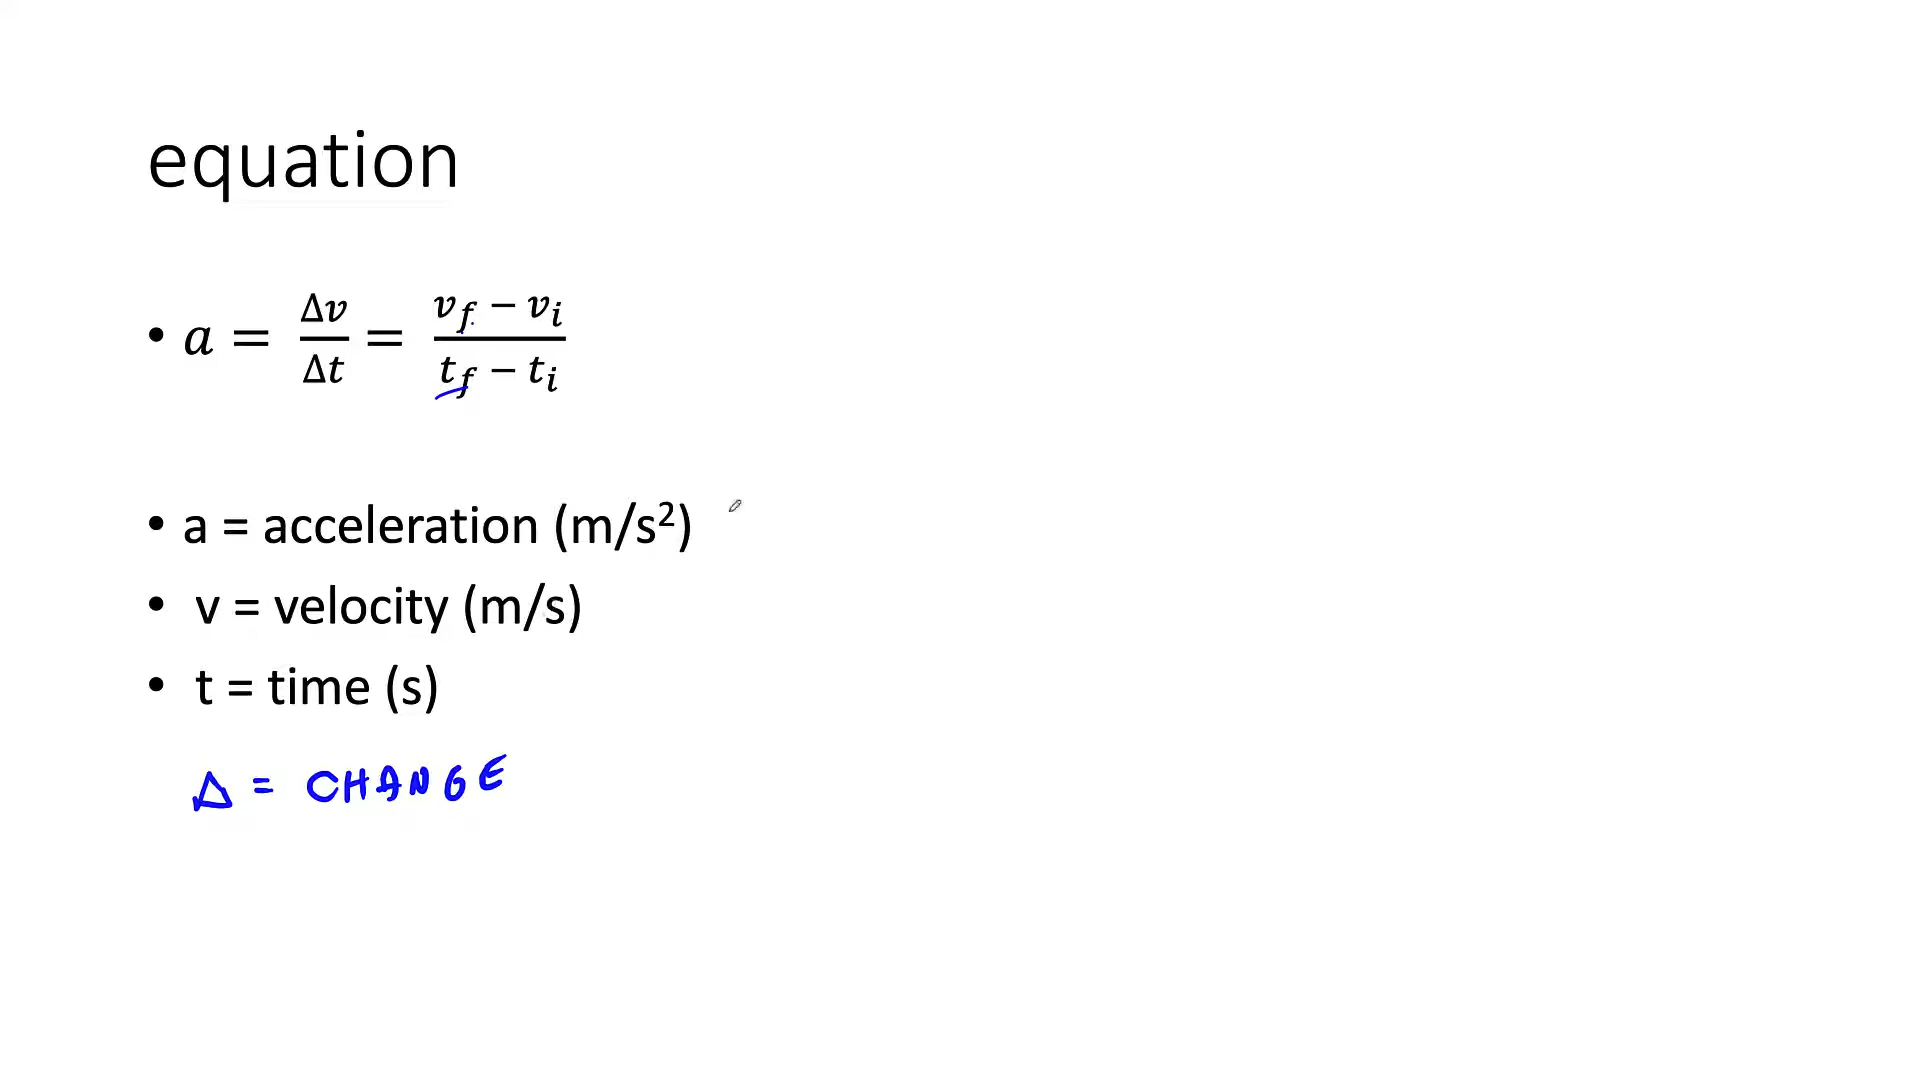 equation
• a = Δv/Δt = (v_f − v_i)/(t_f − t_i)
• a = acceleration (m/s²)
• v = velocity (m/s)
• t = time (s)
Δ = CHANGE